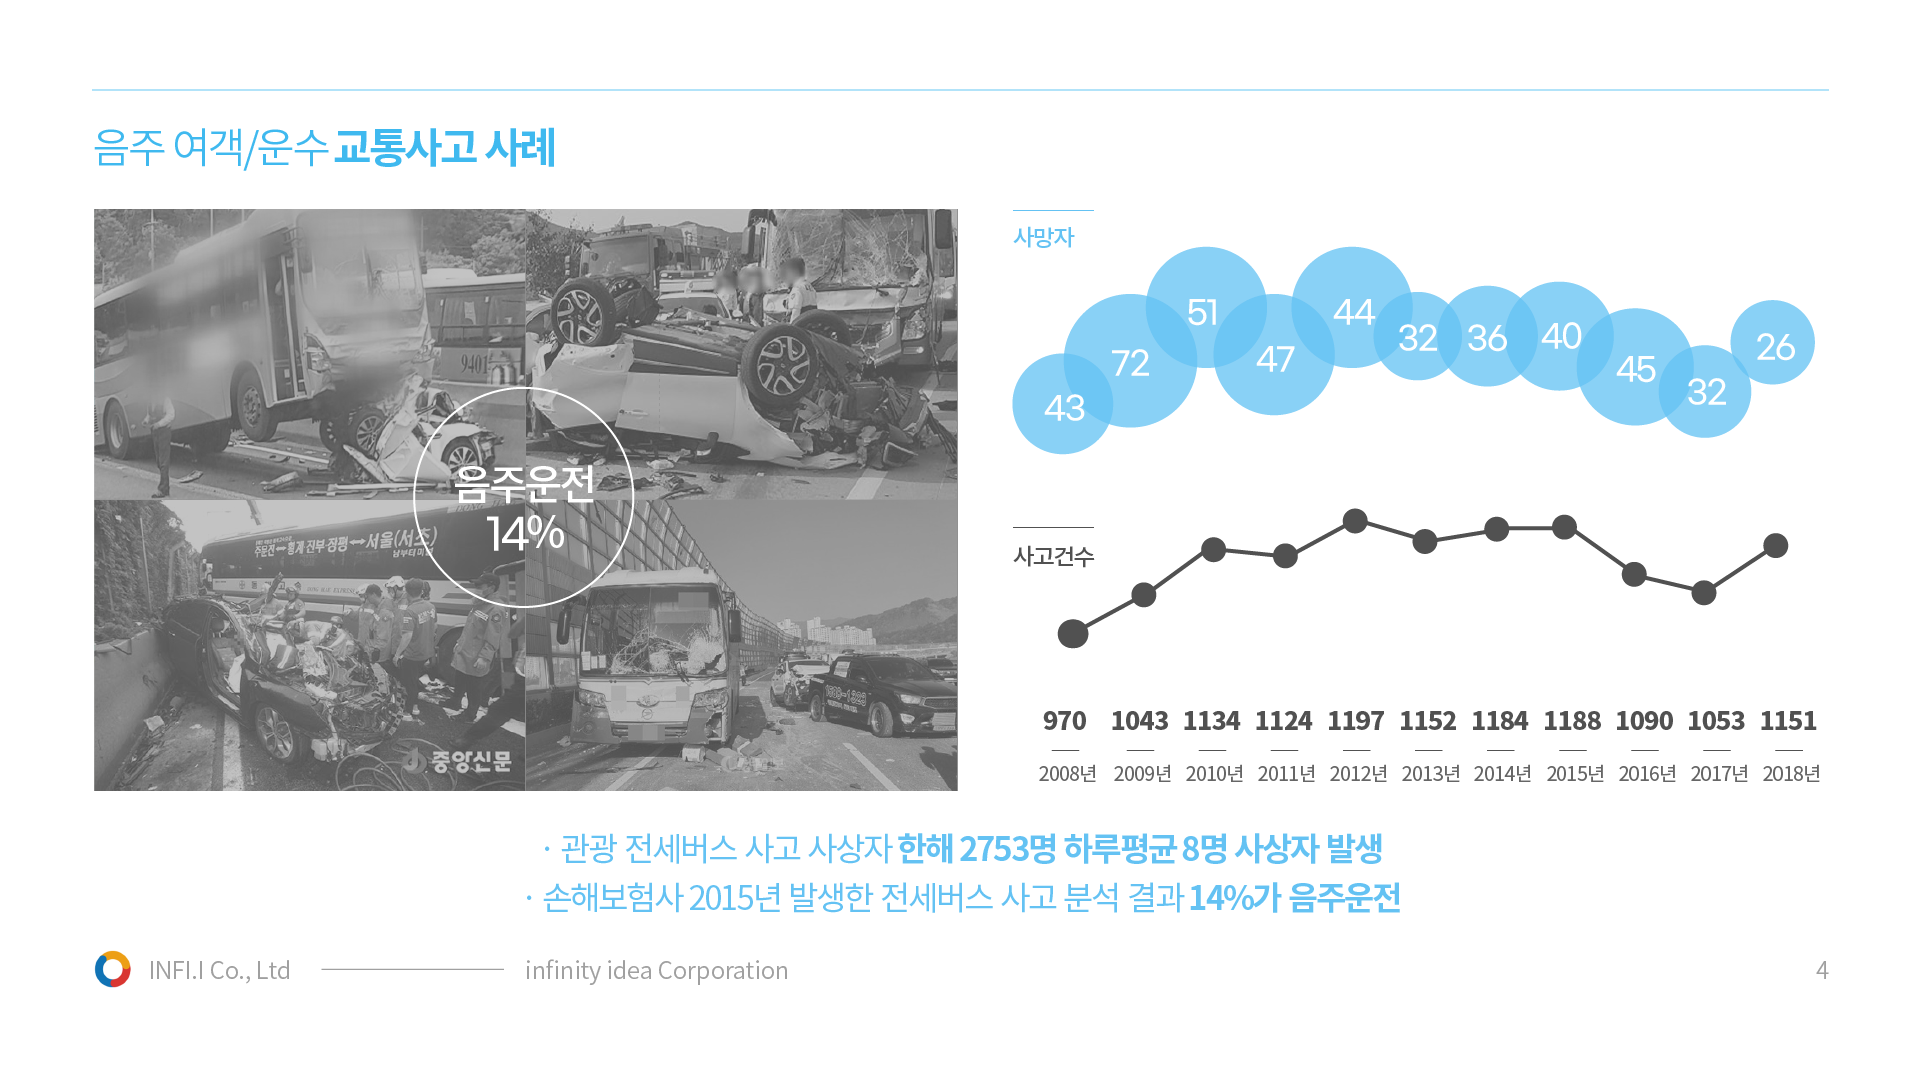 음주 여객/운수 교통사고 사례
9401
음주운전
14%
서울(서초)
중앙신문
사망자
43 72 51 47 44 32 36 40 45 32 26
사고건수
970 1043 1134 1124 1197 1152 1184 1188 1090 1053 1151
2008년 2009년 2010년 2011년 2012년 2013년 2014년 2015년 2016년 2017년 2018년
· 관광 전세버스 사고 사상자 한해 2753명 하루평균 8명 사상자 발생
· 손해보험사 2015년 발생한 전세버스 사고 분석 결과 14%가 음주운전
INFI.I Co., Ltd infinity idea Corporation 4